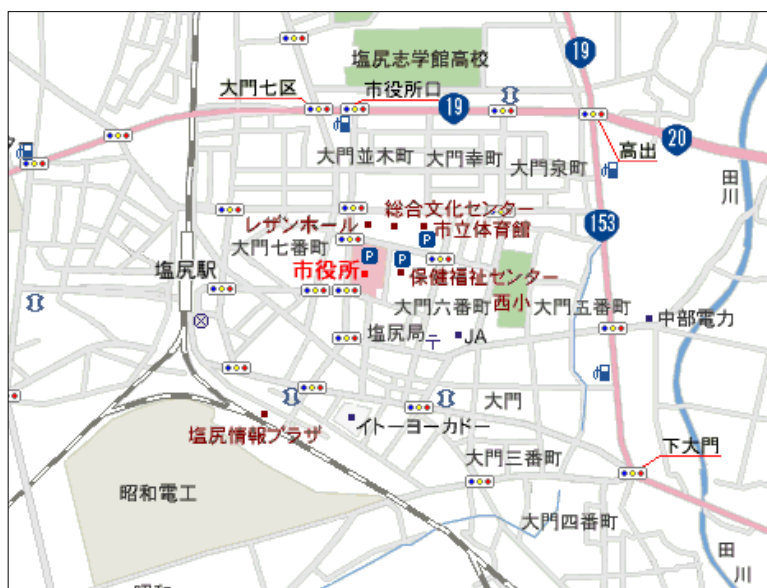 塩尻志学館高校
19
大門七区
市役所口
19
高出
20
大門並木町
大門幸町
大門泉町
田川
総合文化センター
レザンホール
市立体育館
153
P
大門七番町
P
P
塩尻駅
市役所
保健福祉センター
大門六番町
西小
大門五番町
塩尻局
JA
中部電力
大門
塩尻情報プラザ
イトーヨーカドー
下大門
大門三番町
昭和電工
大門四番町
田川